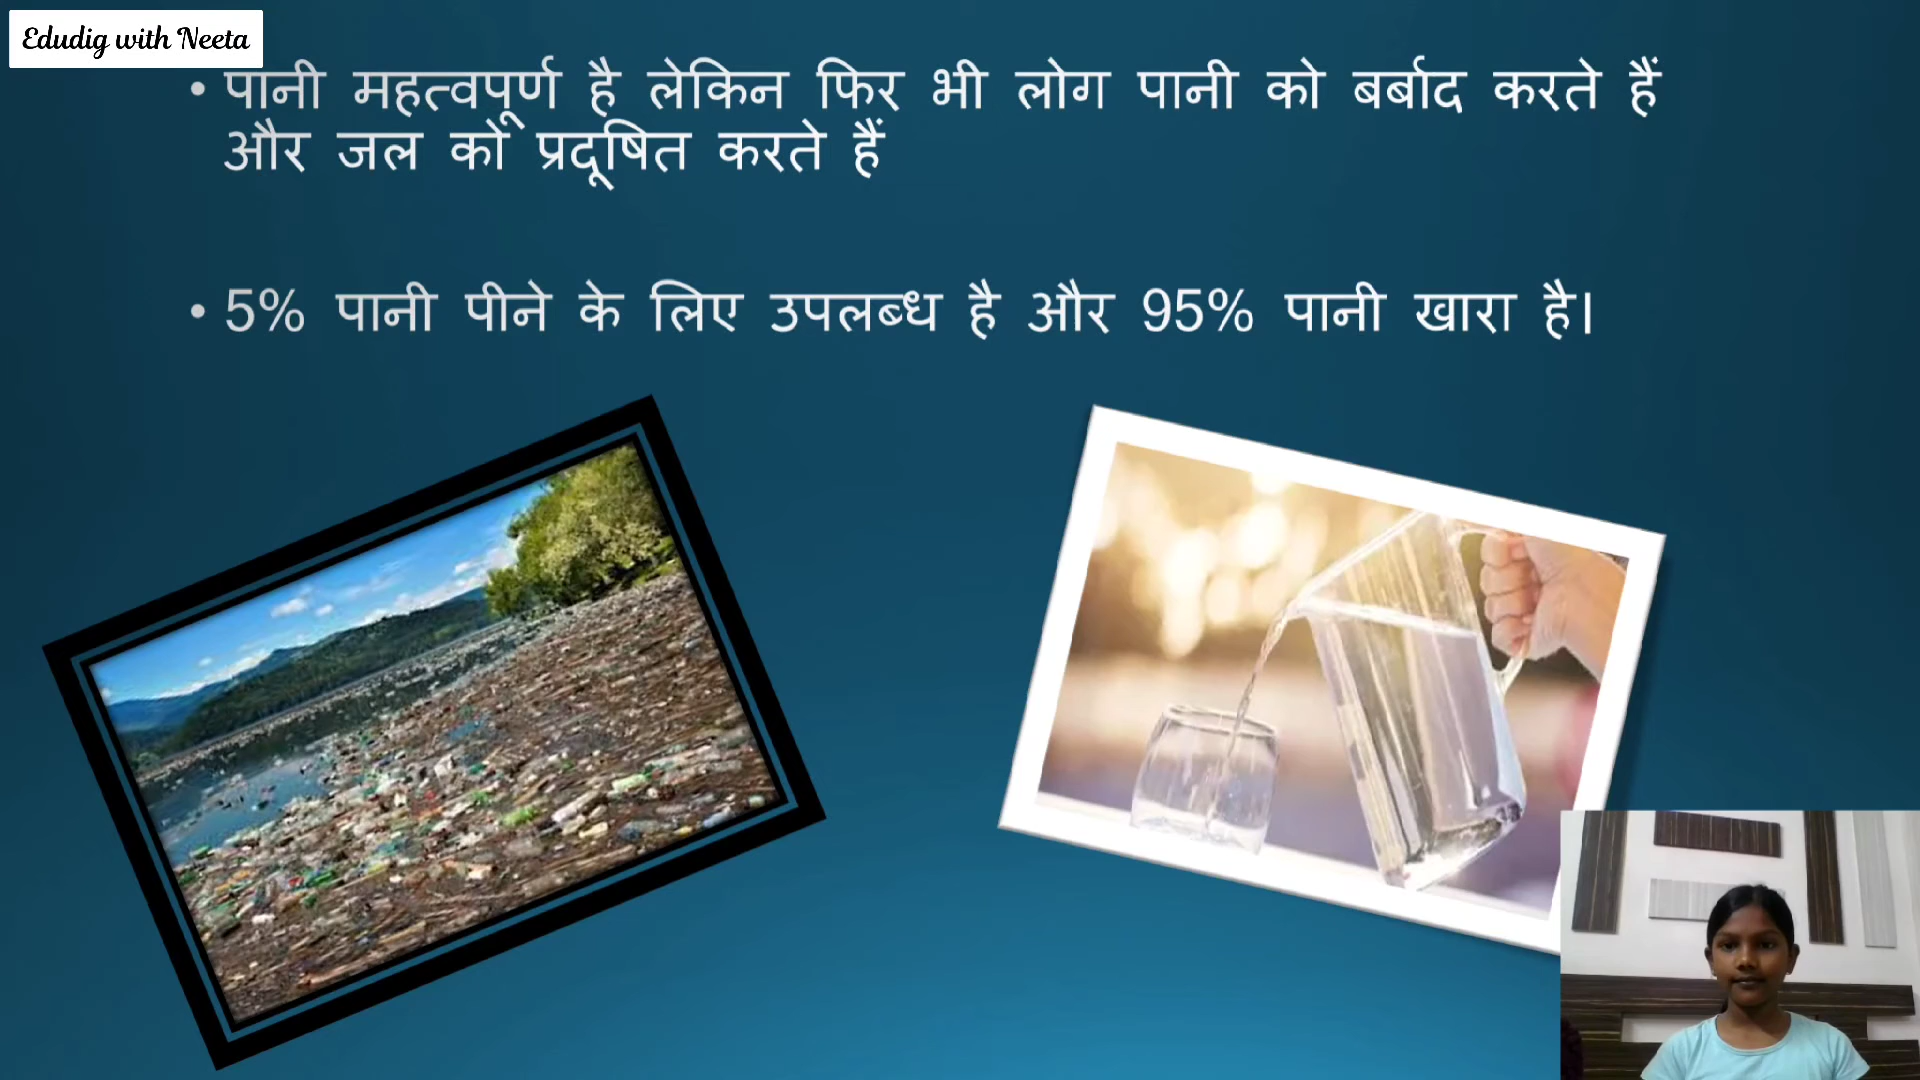 Edudig with Neeta
• पानी महत्वपूर्ण है लेकिन फिर भी लोग पानी को बर्बाद करते हैं
और जल को प्रदूषित करते हैं
• 5% पानी पीने के लिए उपलब्ध है और 95% पानी खारा है।